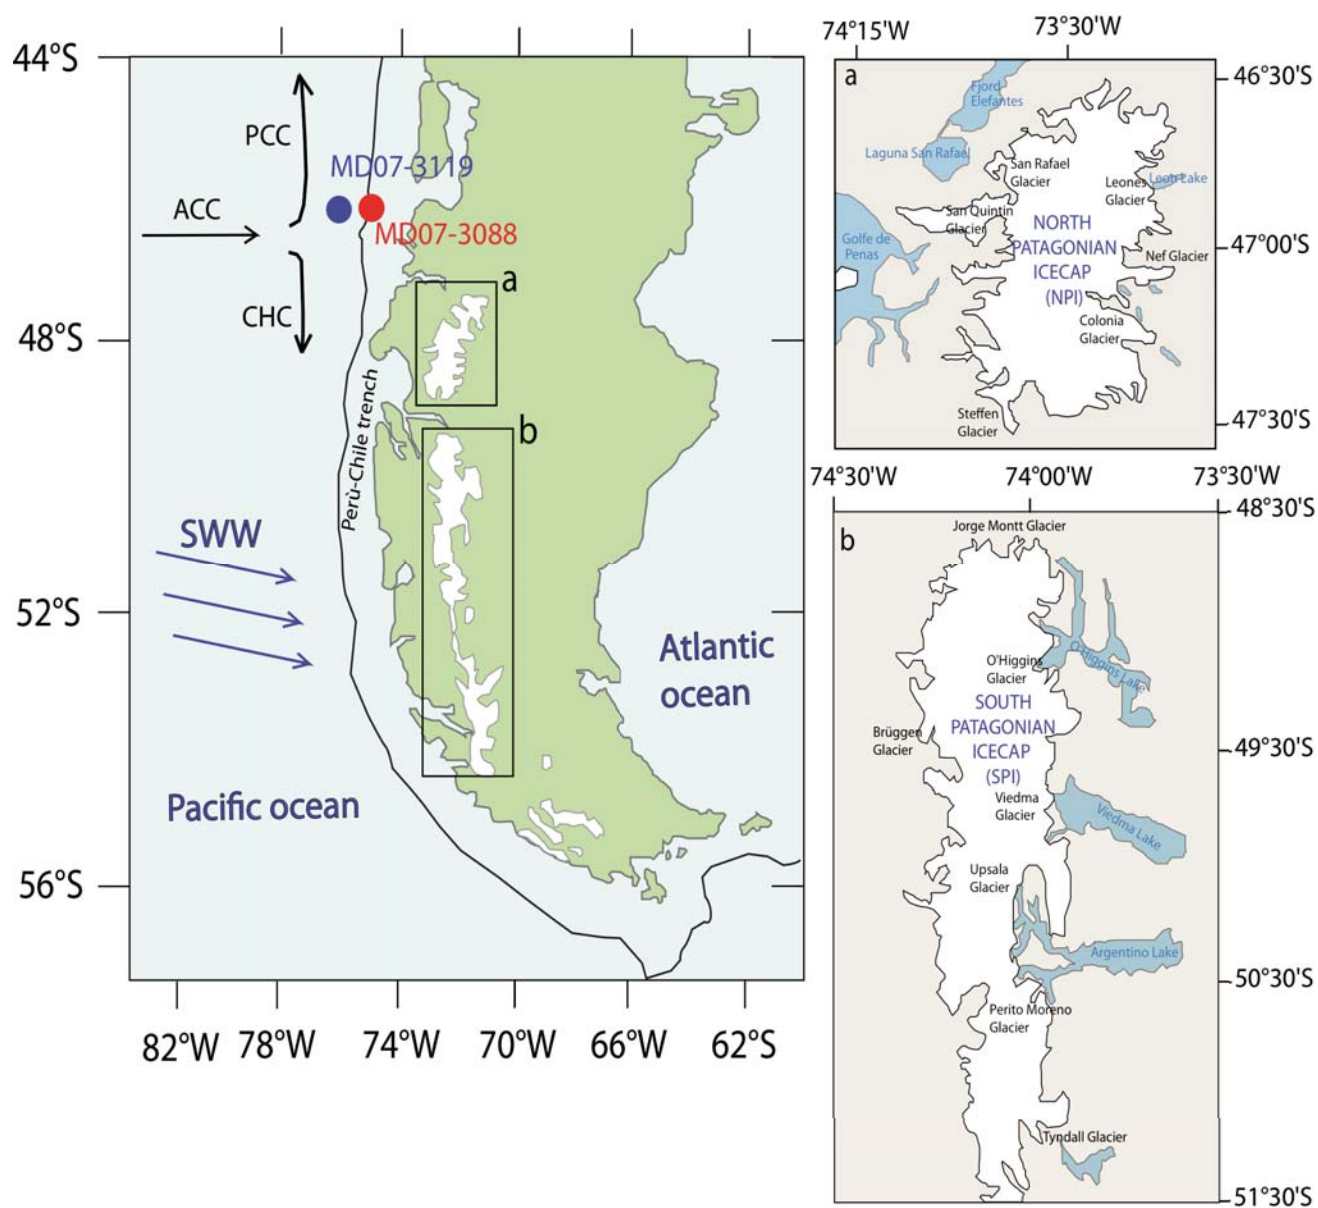 44°S
48°S
52°S
56°S
PCC
ACC
CHC
MD07-3119
MD07-3088
a
b
Perù-Chile trench
SWW
Pacific ocean
Atlantic
ocean
82°W 78°W 74°W 70°W 66°W 62°S
74°15'W 73°30'W
a
46°30'S
47°00'S
47°30'S
Fjord
Elefantes
Laguna San Rafael
San Rafael
Glacier
Leones
Glacier
San Quintin
Glacier
Golfe de
Penas
NORTH
PATAGONIAN
ICECAP
(NPI)
Nef Glacier
Colonia
Glacier
Steffen
Glacier
74°30'W 74°00'W 73°30'W
b
48°30'S
49°30'S
50°30'S
51°30'S
Jorge Montt Glacier
O'Higgins
Glacier
O'Higgins Lake
SOUTH
PATAGONIAN
ICECAP
(SPI)
Brüggen
Glacier
Viedma
Glacier
Viedma Lake
Upsala
Glacier
Argentino Lake
Perito Moreno
Glacier
Tyndall Glacier